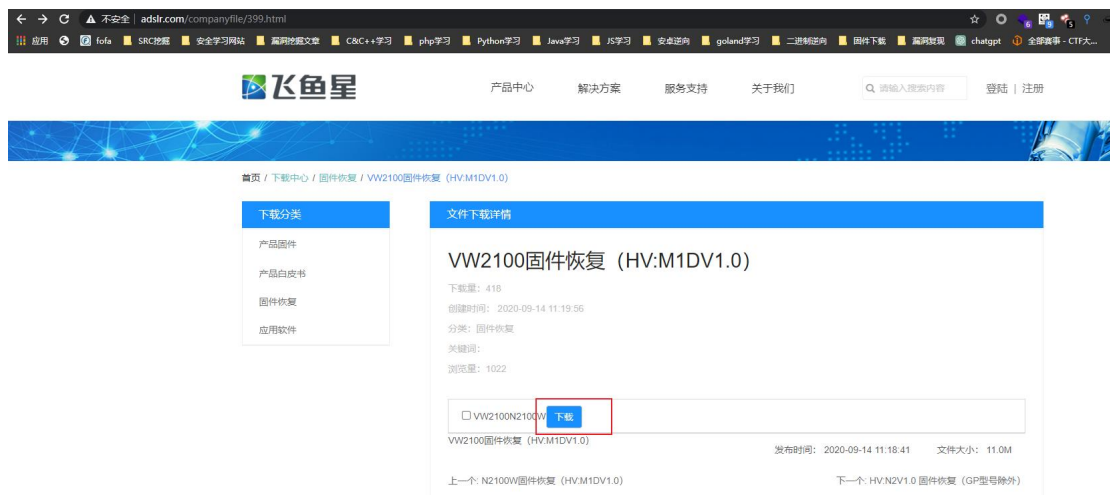 不安全 adslr.com/companyfile/399.html
应用 fofa SRC挖掘 安全学习网站 漏洞挖掘文章 C&C++学习 php学习 Python学习 Java学习 JS学习 安卓逆向 goland学习 二进制逆向 固件下载 漏洞复现 chatgpt 全部赛事 - CTF大...
飞鱼星 产品中心 解决方案 服务支持 关于我们 请输入搜索内容 登陆 | 注册
首页 / 下载中心 / 固件恢复 / VW2100固件恢复 (HV:M1DV1.0)
下载分类
产品固件
产品白皮书
固件恢复
应用软件
文件下载详情
VW2100固件恢复 (HV:M1DV1.0)
下载量: 416
创建时间: 2020-09-14 11:19:56
分类: 固件恢复
关键词:
浏览量: 1022
VW2100N2100W 下载
VW2100固件恢复 (HV:M1DV1.0)
发布时间: 2020-09-14 11:18:41 文件大小: 11.0M
上一个: N2100W固件恢复 (HV:M1DV1.0) 下一个: HV:N2V1.0 固件恢复 (GP型号除外)